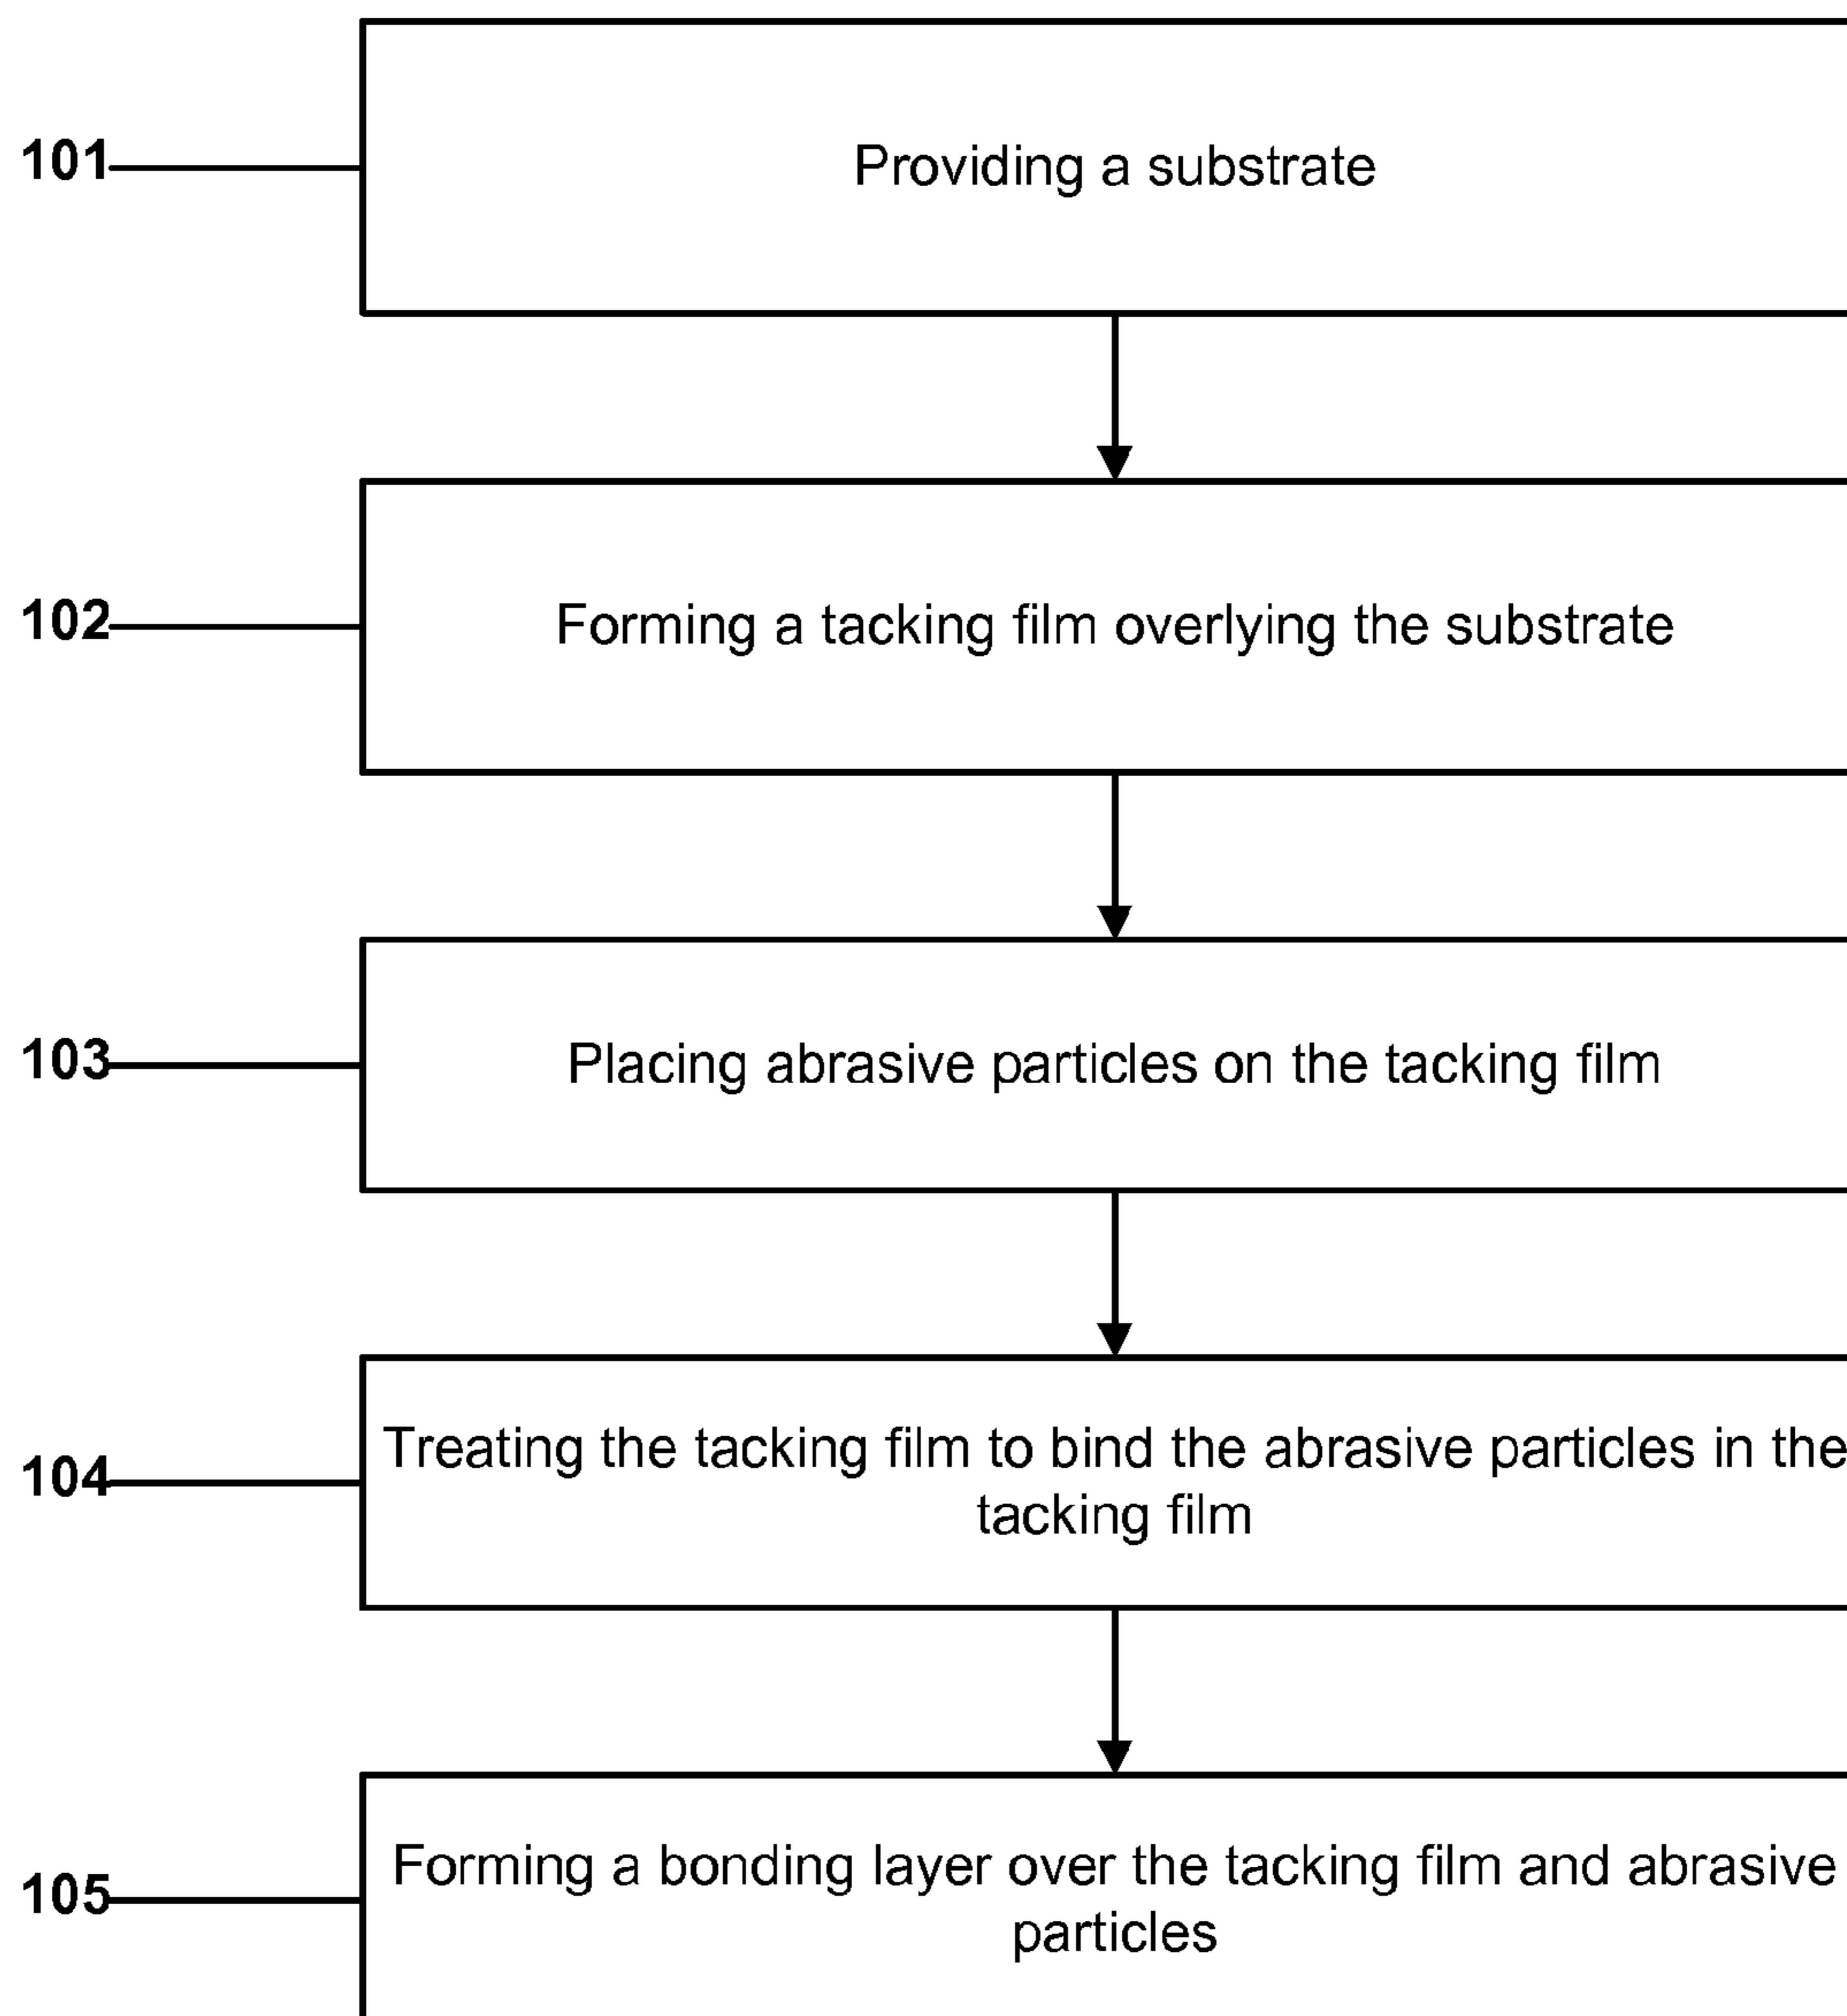 101
Providing a substrate
102
Forming a tacking film overlying the substrate
103
Placing abrasive particles on the tacking film
104
Treating the tacking film to bind the abrasive particles in the
tacking film
105
Forming a bonding layer over the tacking film and abrasive
particles